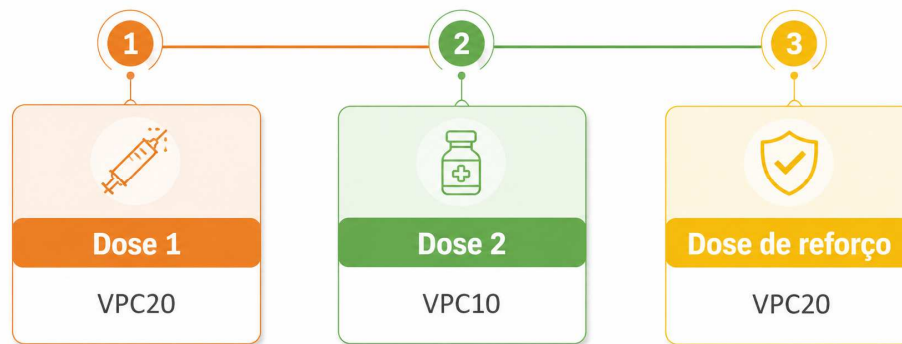 1
2
3
Dose 1
Dose 2
Dose de reforço
VPC20
VPC10
VPC20